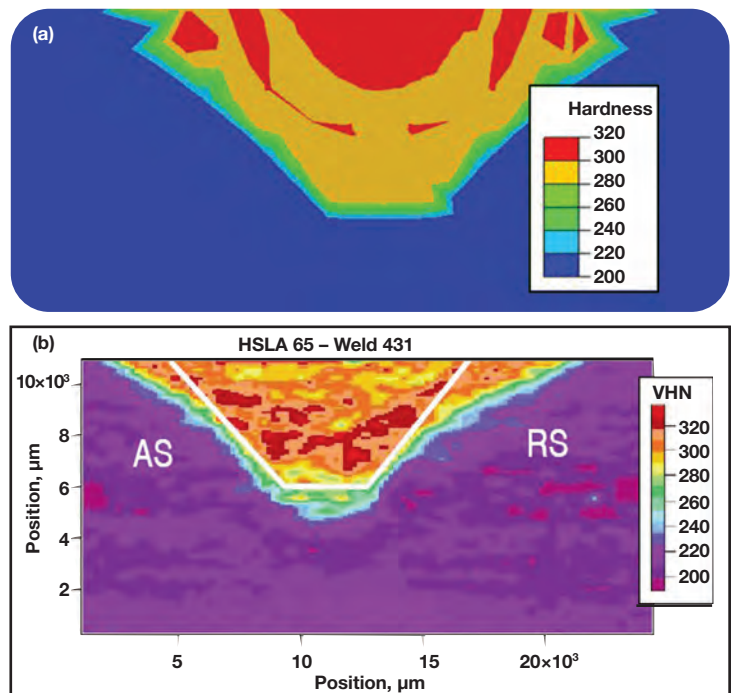 (a)
Hardness
320
300
280
260
240
220
200
(b)
HSLA 65 – Weld 431
10×10³
8
6
4
2
Position, µm
AS
RS
VHN
320
300
280
260
240
220
200
5
10
15
20×10³
Position, µm